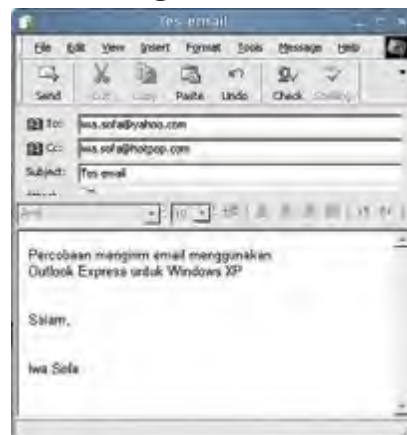 Tes email
File Edit View Insert Format Tools Message Help
Send Cut Copy Paste Undo Check Spelling
To: iwa.sofa@yahoo.com
Cc: iwa.sofa@hotpop.com
Subject: Tes email
10
Percobaan mengirim email menggunakan
Outlook Express untuk Windows XP
Salam,
Iwa Sofa